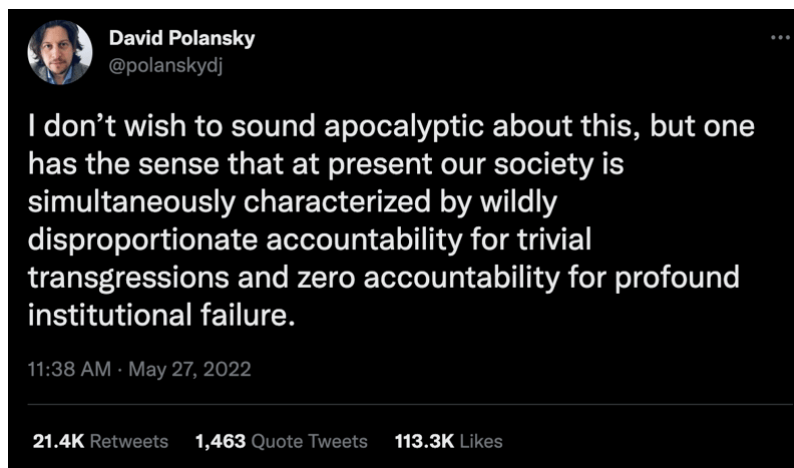 David Polansky
@polanskydj
I don’t wish to sound apocalyptic about this, but one
has the sense that at present our society is
simultaneously characterized by wildly
disproportionate accountability for trivial
transgressions and zero accountability for profound
institutional failure.
11:38 AM · May 27, 2022
21.4K Retweets 1,463 Quote Tweets 113.3K Likes